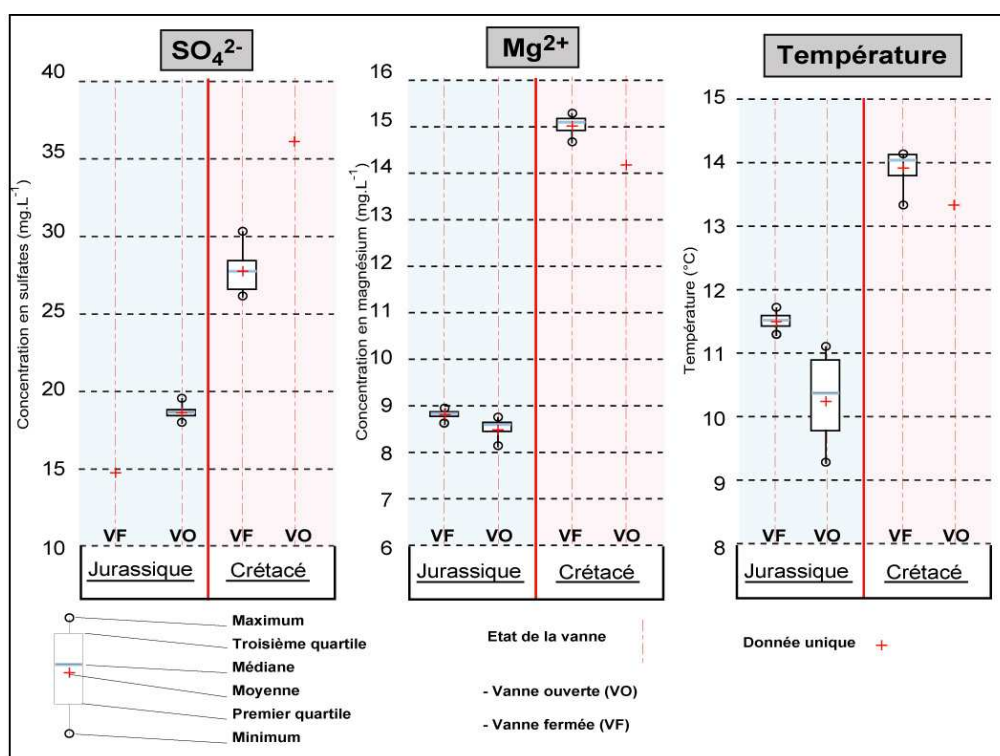 SO₄²⁻
Mg²⁺
Température
Concentration en sulfates (mg.L⁻¹)
40
35
30
25
20
15
10
VF
VO
VF
VO
Jurassique
Crétacé
Concentration en magnésium (mg.L⁻¹)
16
15
14
13
12
11
10
9
8
7
6
VF
VO
VF
VO
Jurassique
Crétacé
Température (°C)
15
14
13
12
11
10
9
8
VF
VO
VF
VO
Jurassique
Crétacé
Maximum
Troisième quartile
Médiane
Moyenne
Premier quartile
Minimum
Etat de la vanne
- Vanne ouverte (VO)
- Vanne fermée (VF)
Donnée unique